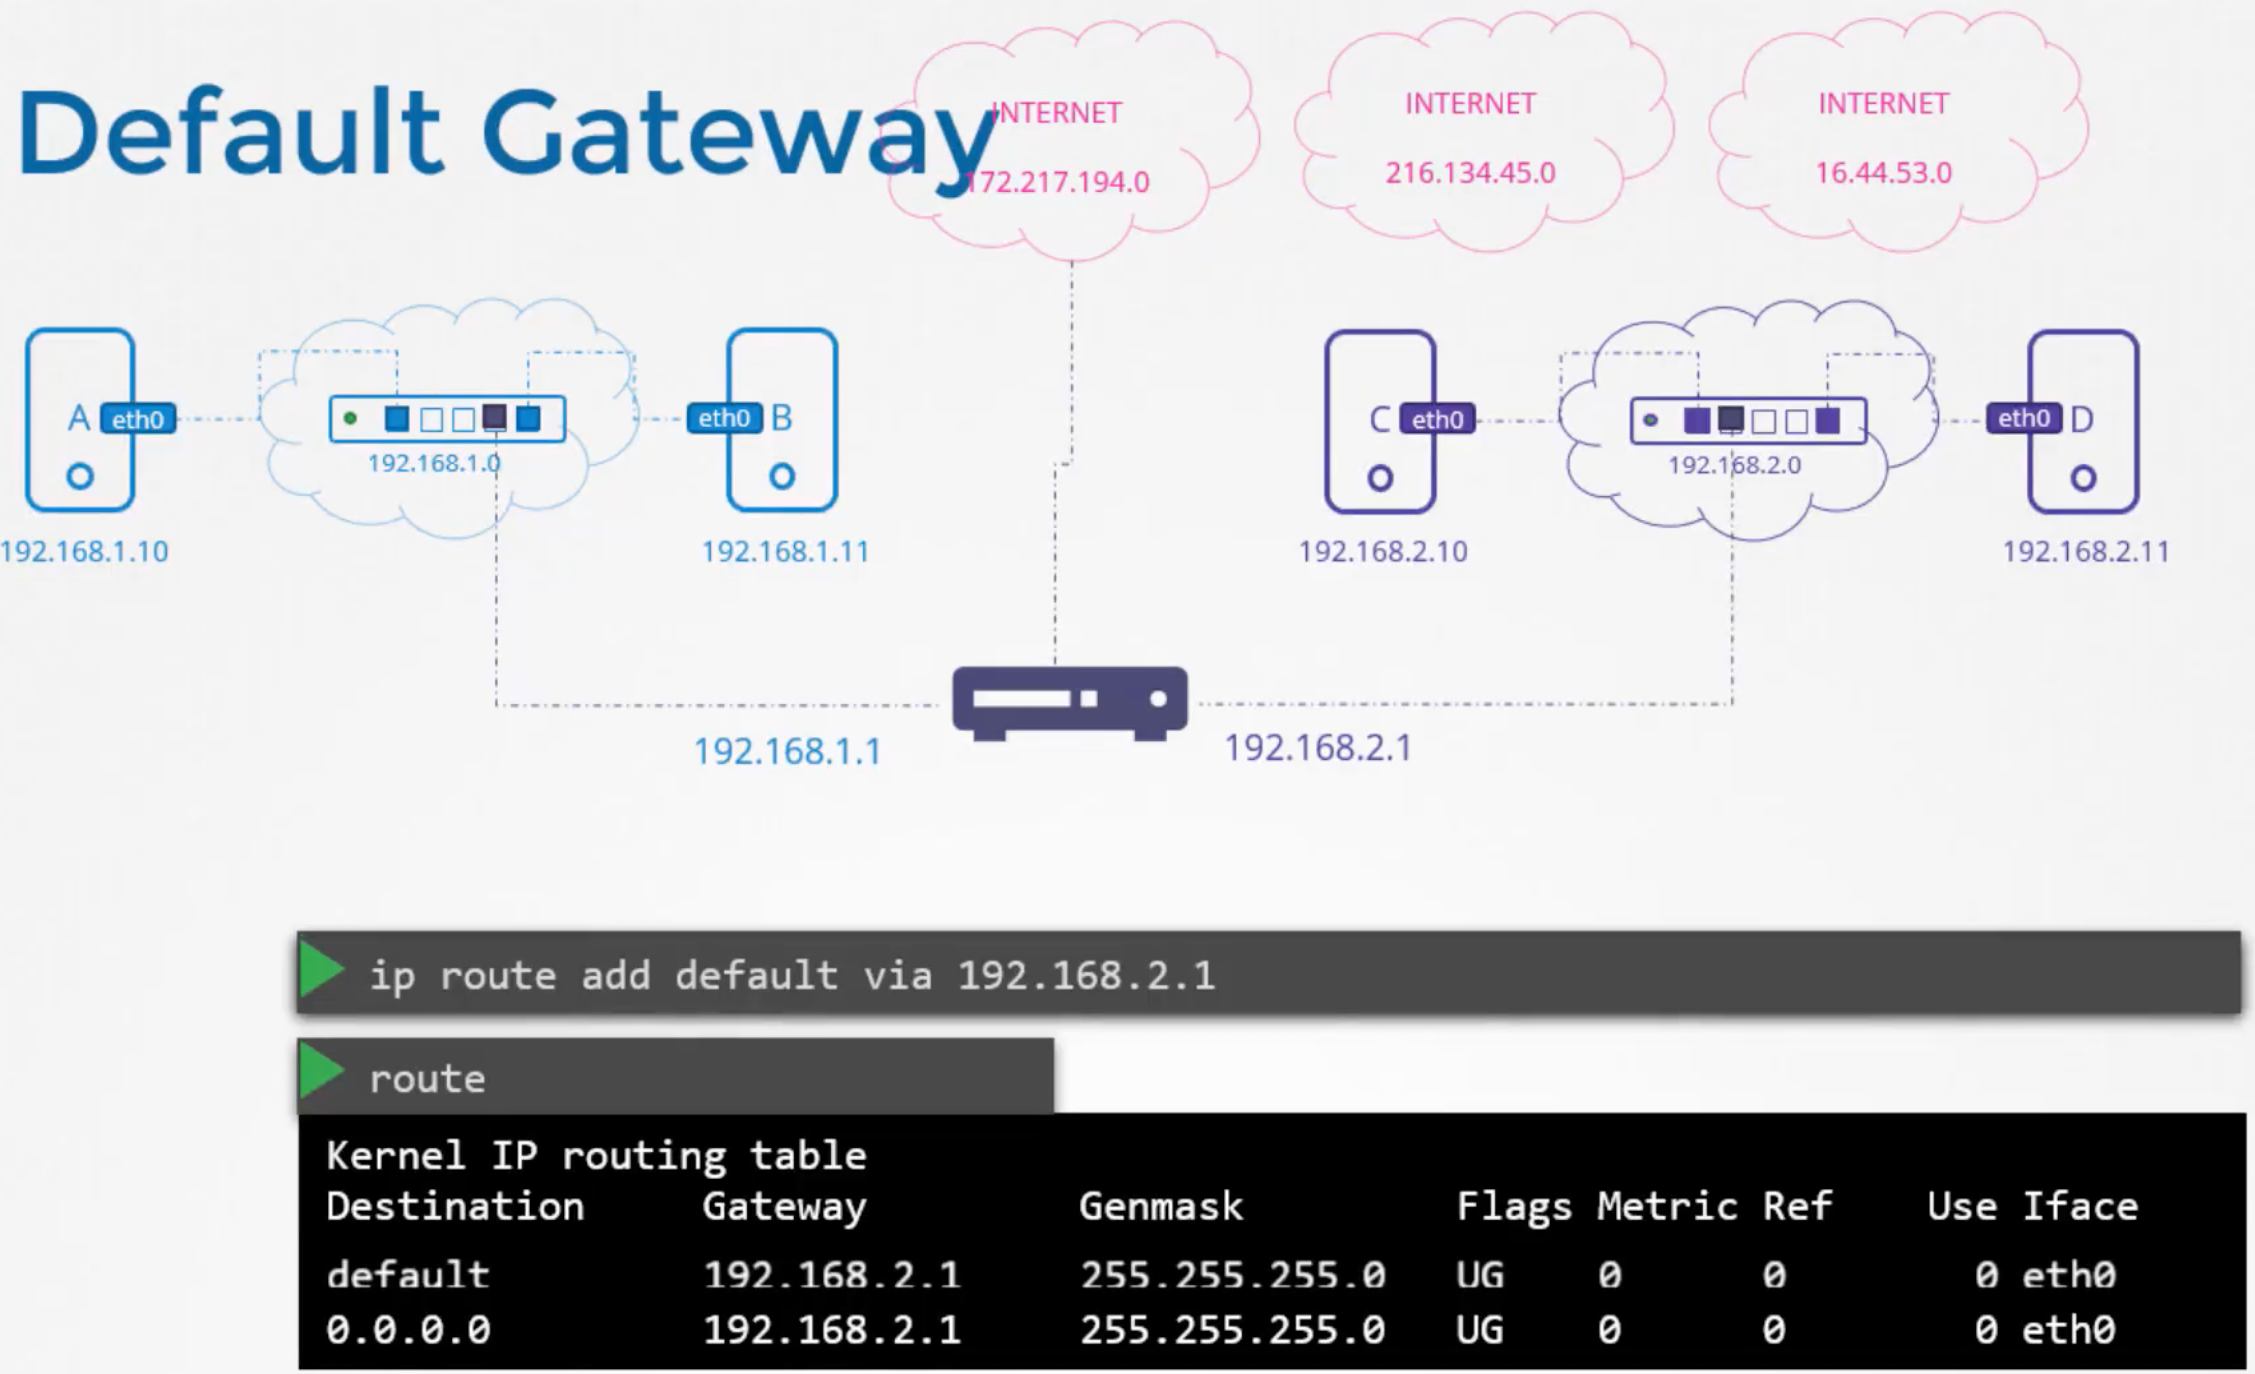 Default Gateway
INTERNET
172.217.194.0
INTERNET
216.134.45.0
INTERNET
16.44.53.0
A eth0
192.168.1.0
eth0 B
C eth0
192.168.2.0
eth0 D
192.168.1.10
192.168.1.11
192.168.2.10
192.168.2.11
192.168.1.1
192.168.2.1
ip route add default via 192.168.2.1
route
Kernel IP routing table
Destination Gateway Genmask Flags Metric Ref Use Iface
default 192.168.2.1 255.255.255.0 UG 0 0 0 eth0
0.0.0.0 192.168.2.1 255.255.255.0 UG 0 0 0 eth0